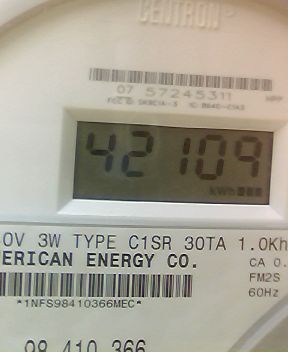 CENTRON®
07 57245311
42109
kWh
0V 3W TYPE C1SR 30TA 1.0Kh
ERICAN ENERGY CO.
CA 0.
FM2S
*1NFS98410366MEC*
60Hz
98 410 366